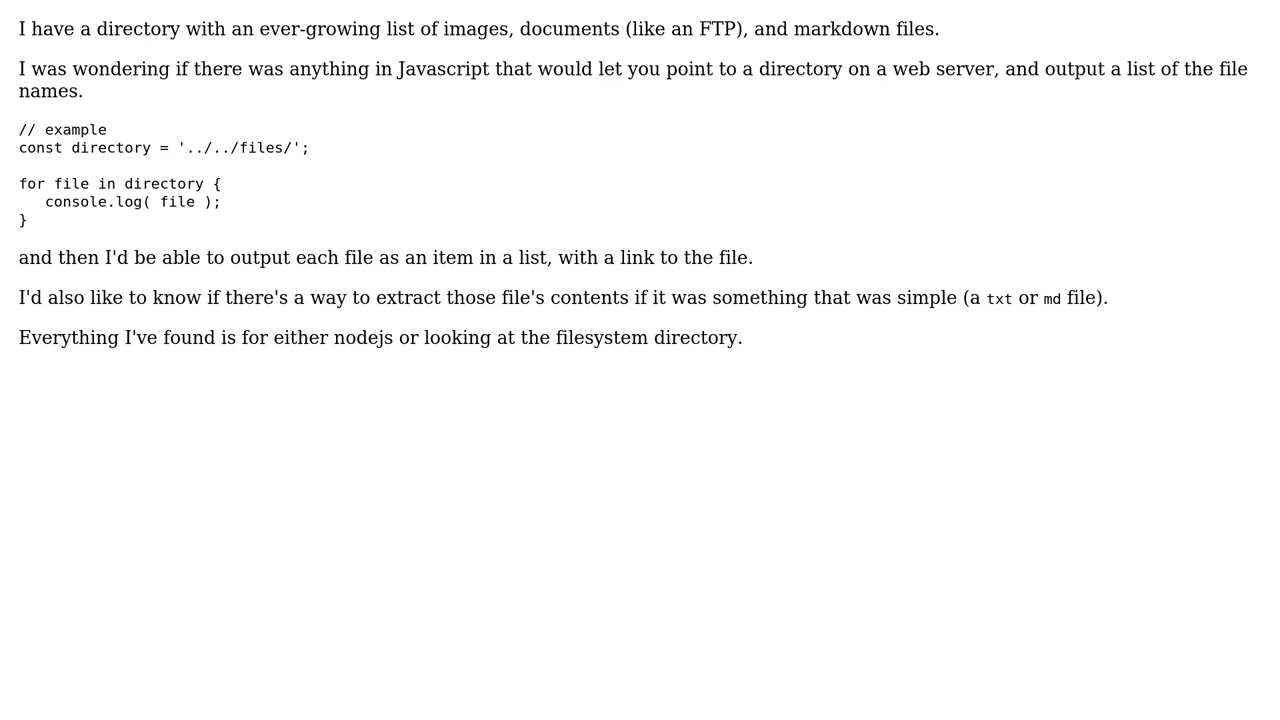 I have a directory with an ever-growing list of images, documents (like an FTP), and markdown files.
I was wondering if there was anything in Javascript that would let you point to a directory on a web server, and output a list of the file
names.
// example
const directory = '../../files/';
for file in directory {
   console.log( file );
}
and then I'd be able to output each file as an item in a list, with a link to the file.
I'd also like to know if there's a way to extract those file's contents if it was something that was simple (a txt or md file).
Everything I've found is for either nodejs or looking at the filesystem directory.